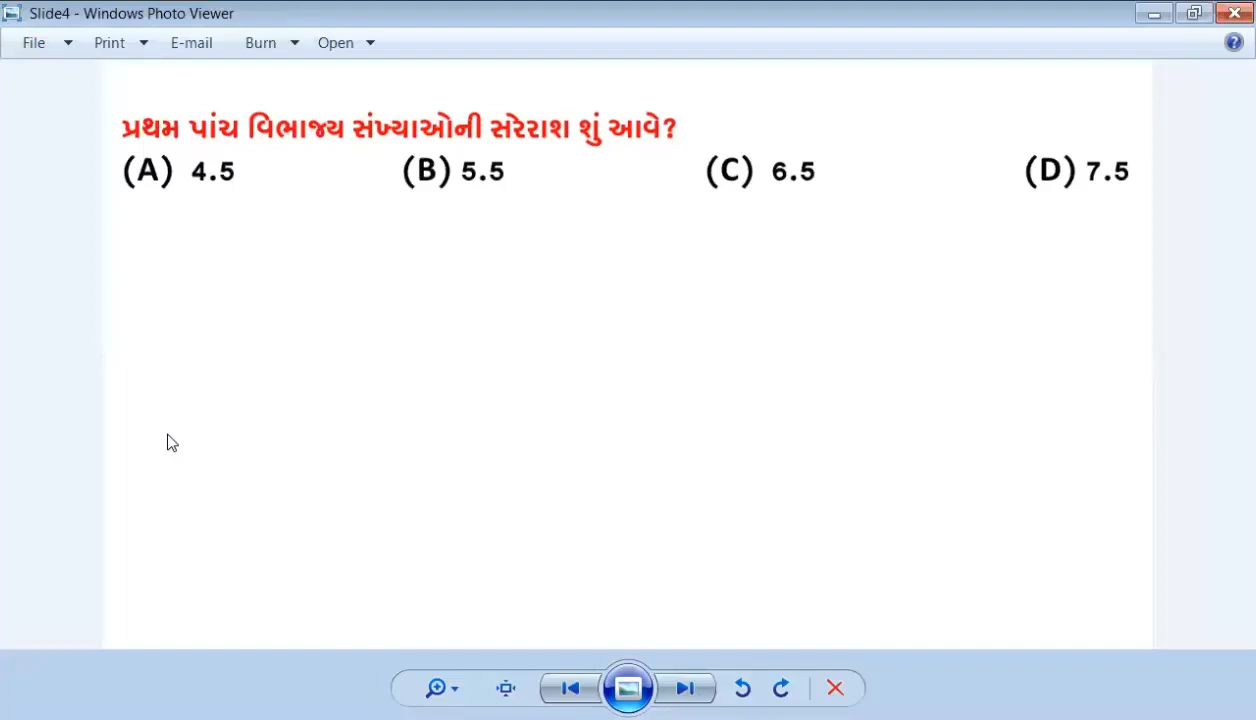 Slide4 - Windows Photo Viewer
File Print E-mail Burn Open
પ્રથમ પાંચ વિભાજ્ય સંખ્યાઓની સરેરાશ શું આવે?
(A) 4.5 (B) 5.5 (C) 6.5 (D) 7.5